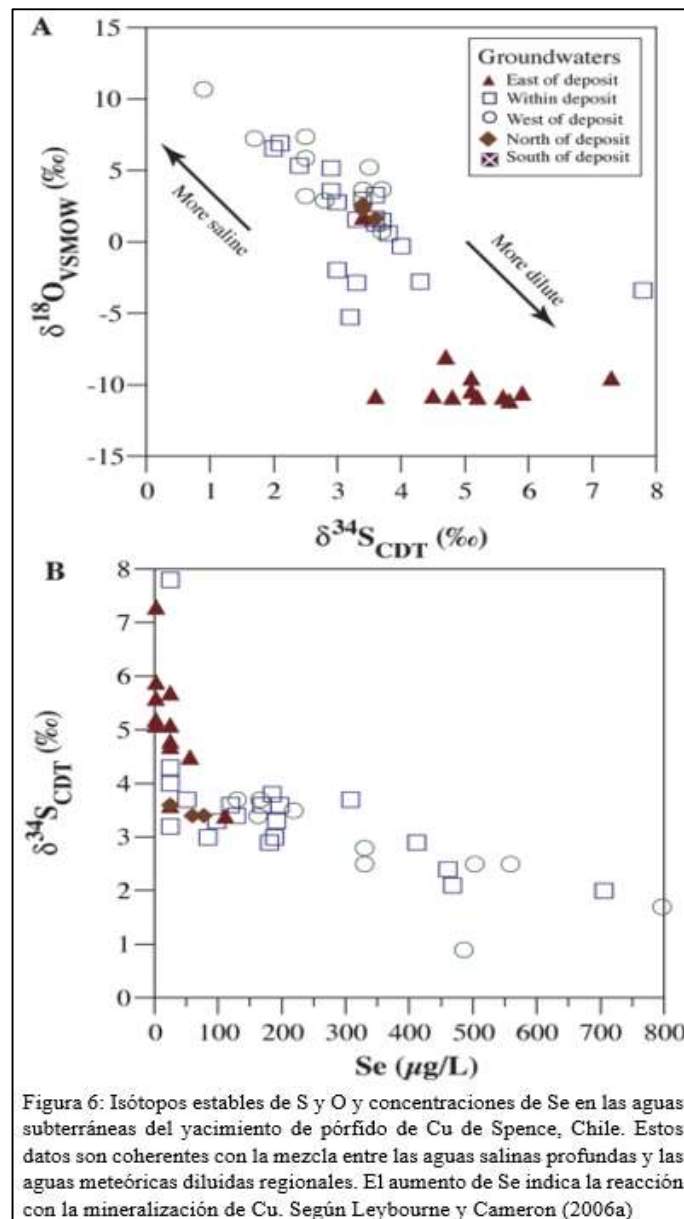 A
Groundwaters
East of deposit
Within deposit
West of deposit
North of deposit
South of deposit
15
10
5
0
-5
-10
-15
δ18OVSMOW (‰)
More saline
More dilute
0 1 2 3 4 5 6 7 8
δ34SCDT (‰)
B
8
7
6
5
4
3
2
1
0
δ34SCDT (‰)
0 100 200 300 400 500 600 700 800
Se (µg/L)
Figura 6: Isótopos estables de S y O y concentraciones de Se en las aguas
subterráneas del yacimiento de pórfido de Cu de Spence, Chile. Estos
datos son coherentes con la mezcla entre las aguas salinas profundas y las
aguas meteóricas diluidas regionales. El aumento de Se indica la reacción
con la mineralización de Cu. Según Leybourne y Cameron (2006a)